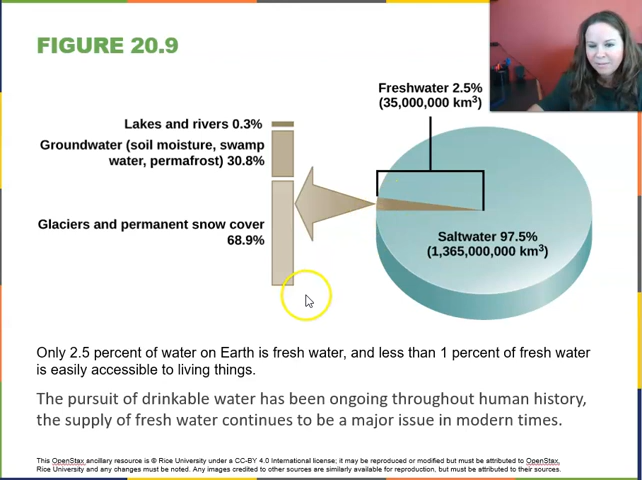 FIGURE 20.9
Freshwater 2.5%
(35,000,000 km³)
Lakes and rivers 0.3%
Groundwater (soil moisture, swamp
water, permafrost) 30.8%
Glaciers and permanent snow cover
68.9%
Saltwater 97.5%
(1,365,000,000 km³)
Only 2.5 percent of water on Earth is fresh water, and less than 1 percent of fresh water
is easily accessible to living things.
The pursuit of drinkable water has been ongoing throughout human history,
the supply of fresh water continues to be a major issue in modern times.
This OpenStax ancillary resource is © Rice University under a CC-BY 4.0 International license; it may be reproduced or modified but must be attributed to OpenStax,
Rice University and any changes must be noted. Any images credited to other sources are similarly available for reproduction, but must be attributed to their sources.